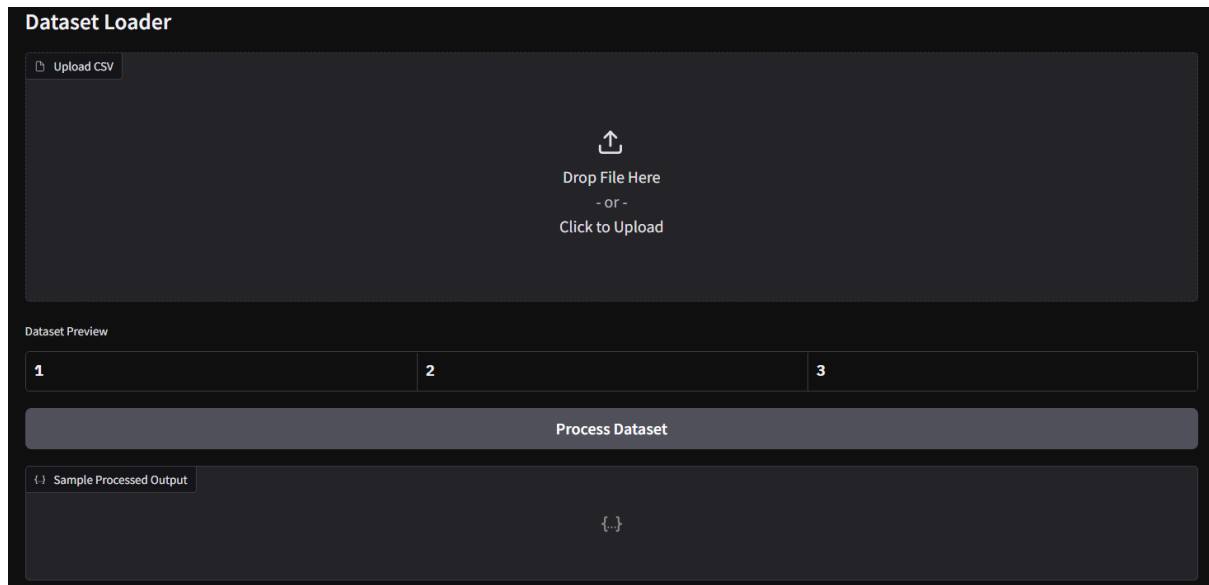 Dataset Loader
Upload CSV
Drop File Here
- or -
Click to Upload
Dataset Preview
1 2 3
Process Dataset
{..} Sample Processed Output
{...}